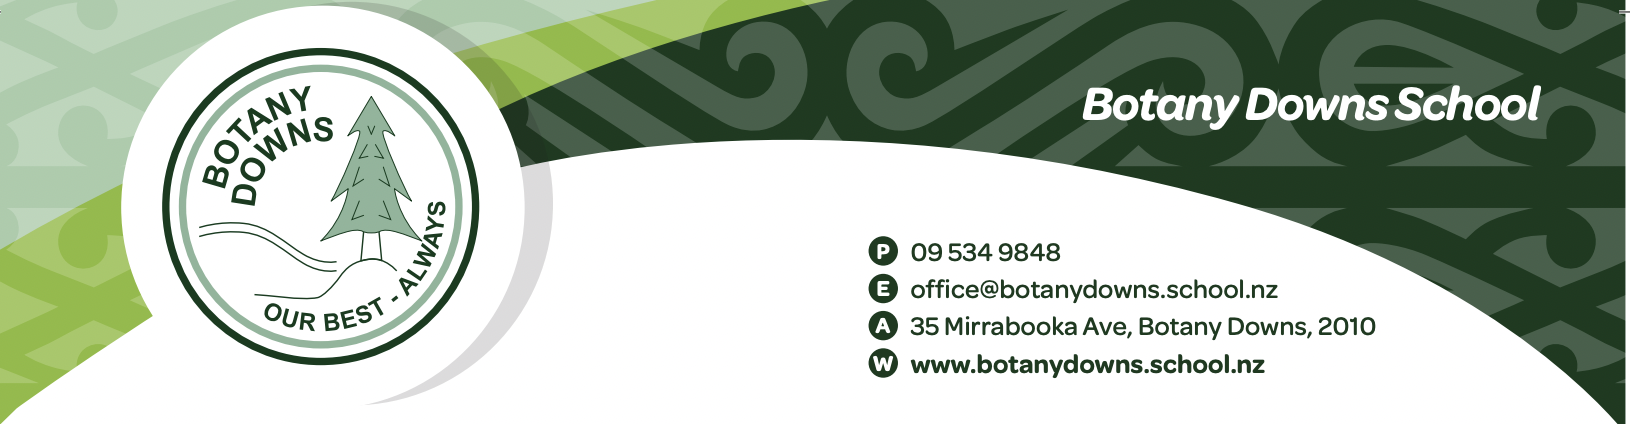 BOTANY
DOWNS
OUR BEST - ALWAYS
Botany Downs School
P 09 534 9848
E office@botanydowns.school.nz
A 35 Mirrabooka Ave, Botany Downs, 2010
W www.botanydowns.school.nz